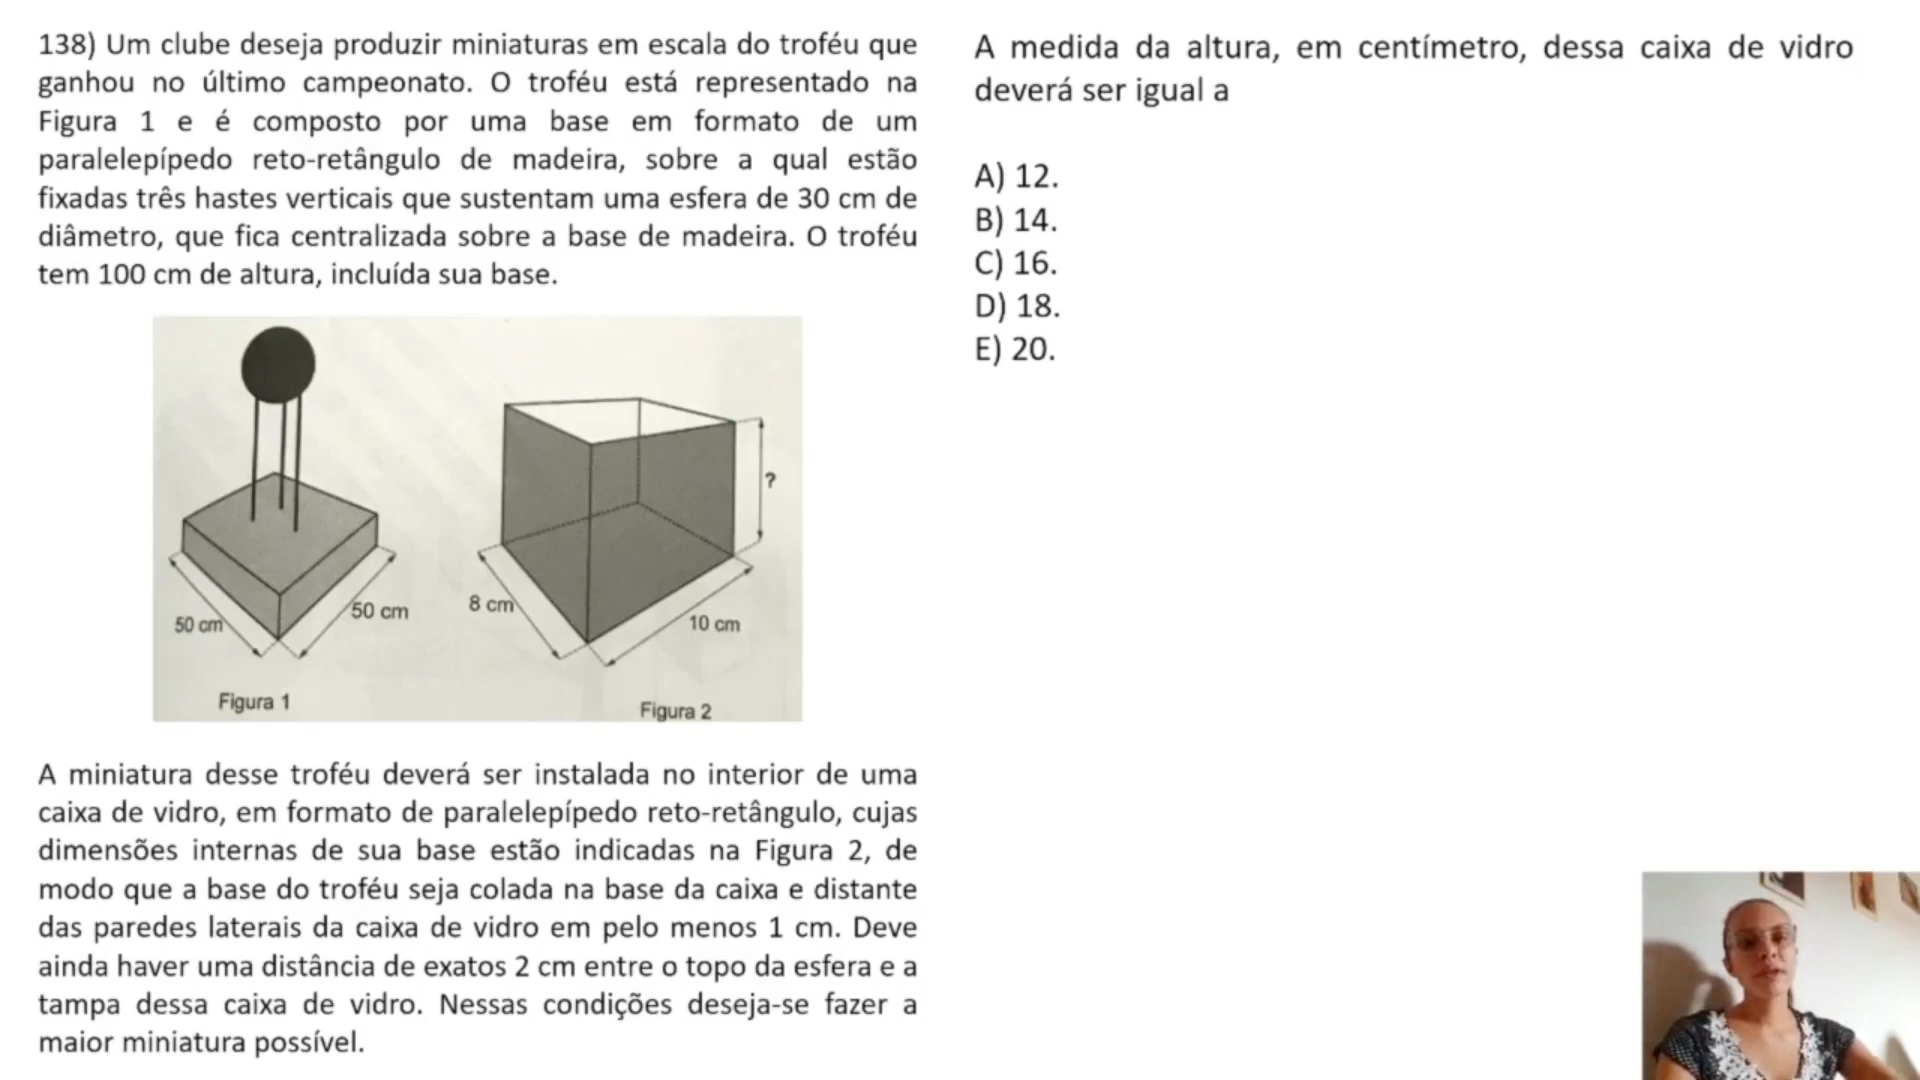 138) Um clube deseja produzir miniaturas em escala do troféu que
ganhou no último campeonato. O troféu está representado na
Figura 1 e é composto por uma base em formato de um
paralelepípedo reto-retângulo de madeira, sobre a qual estão
fixadas três hastes verticais que sustentam uma esfera de 30 cm de
diâmetro, que fica centralizada sobre a base de madeira. O troféu
tem 100 cm de altura, incluída sua base.
50 cm
50 cm
Figura 1
?
8 cm
10 cm
Figura 2
A miniatura desse troféu deverá ser instalada no interior de uma
caixa de vidro, em formato de paralelepípedo reto-retângulo, cujas
dimensões internas de sua base estão indicadas na Figura 2, de
modo que a base do troféu seja colada na base da caixa e distante
das paredes laterais da caixa de vidro em pelo menos 1 cm. Deve
ainda haver uma distância de exatos 2 cm entre o topo da esfera e a
tampa dessa caixa de vidro. Nessas condições deseja-se fazer a
maior miniatura possível.
A medida da altura, em centímetro, dessa caixa de vidro
deverá ser igual a
A) 12.
B) 14.
C) 16.
D) 18.
E) 20.